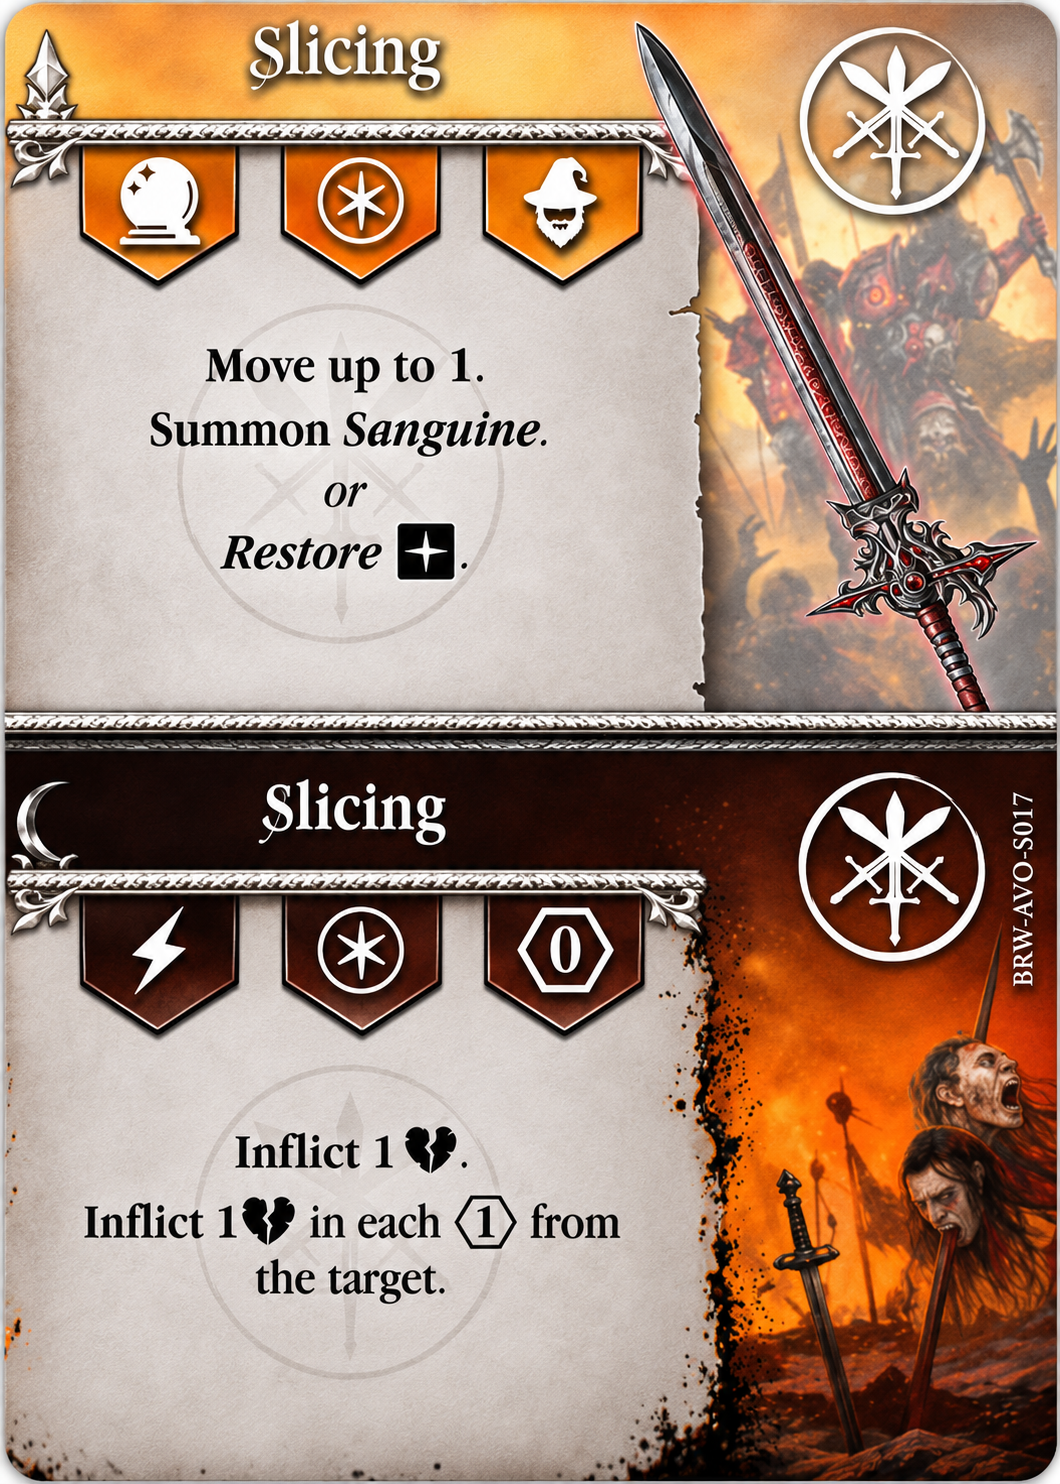 Slicing
Move up to 1.
Summon Sanguine.
or
Restore .
Slicing
BRW-AVO-S017
0
Inflict 1 .
Inflict 1 in each 1 from
the target.